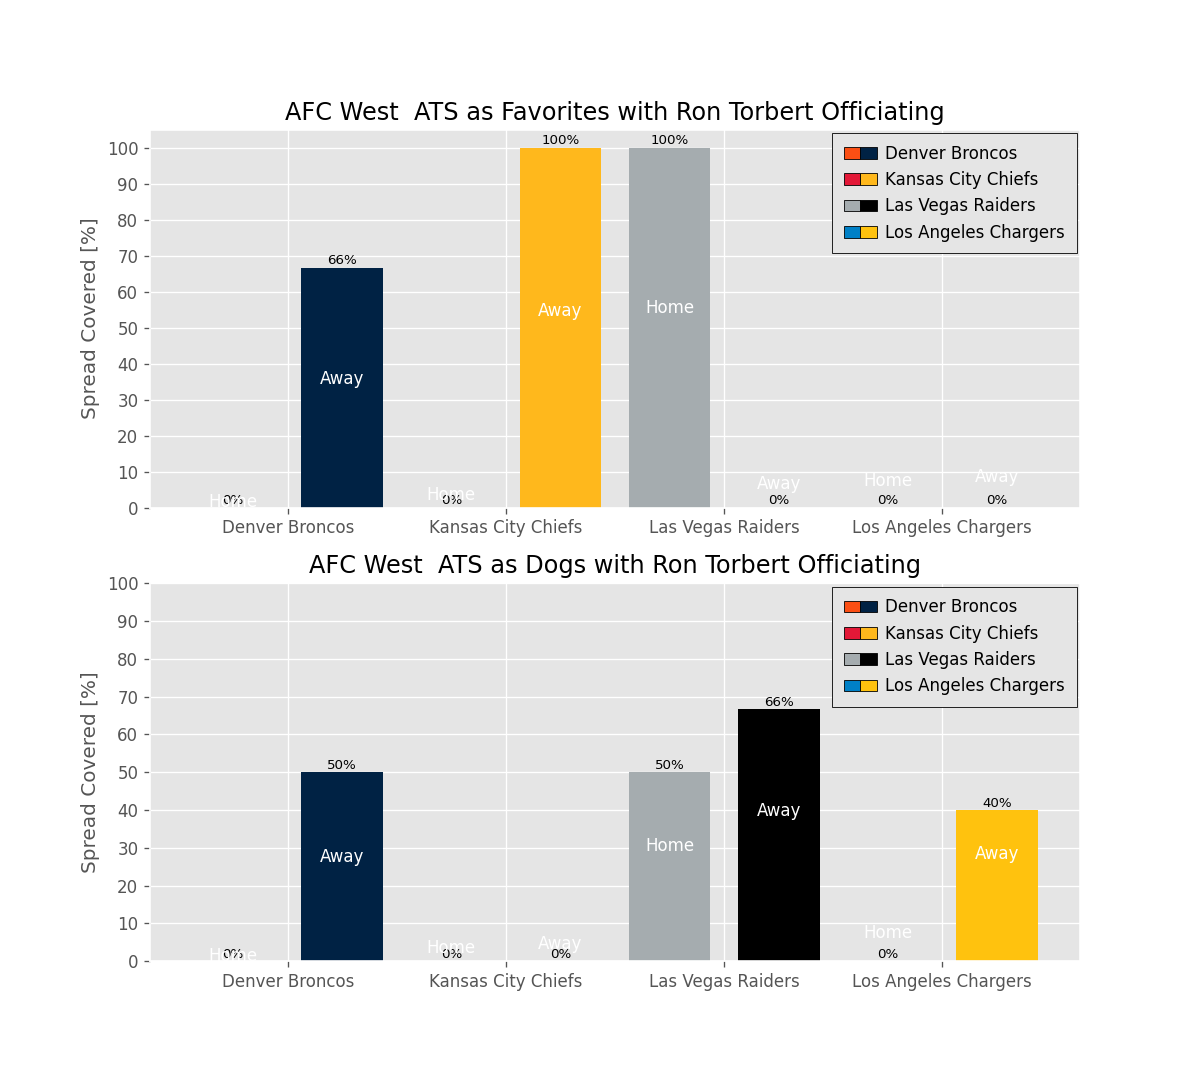 AFC West  ATS as Favorites with Ron Torbert Officiating
Spread Covered [%]
100
90
80
70
60
50
40
30
20
10
0
0%
Home
66%
Away
0%
Home
100%
Away
100%
Home
Away
0%
Home
0%
Away
0%
Denver Broncos
Kansas City Chiefs
Las Vegas Raiders
Los Angeles Chargers
Denver Broncos
Kansas City Chiefs
Las Vegas Raiders
Los Angeles Chargers
AFC West  ATS as Dogs with Ron Torbert Officiating
Spread Covered [%]
100
90
80
70
60
50
40
30
20
10
0
0%
Home
50%
Away
Home
0%
Away
0%
50%
Home
66%
Away
Home
0%
40%
Away
Denver Broncos
Kansas City Chiefs
Las Vegas Raiders
Los Angeles Chargers
Denver Broncos
Kansas City Chiefs
Las Vegas Raiders
Los Angeles Chargers